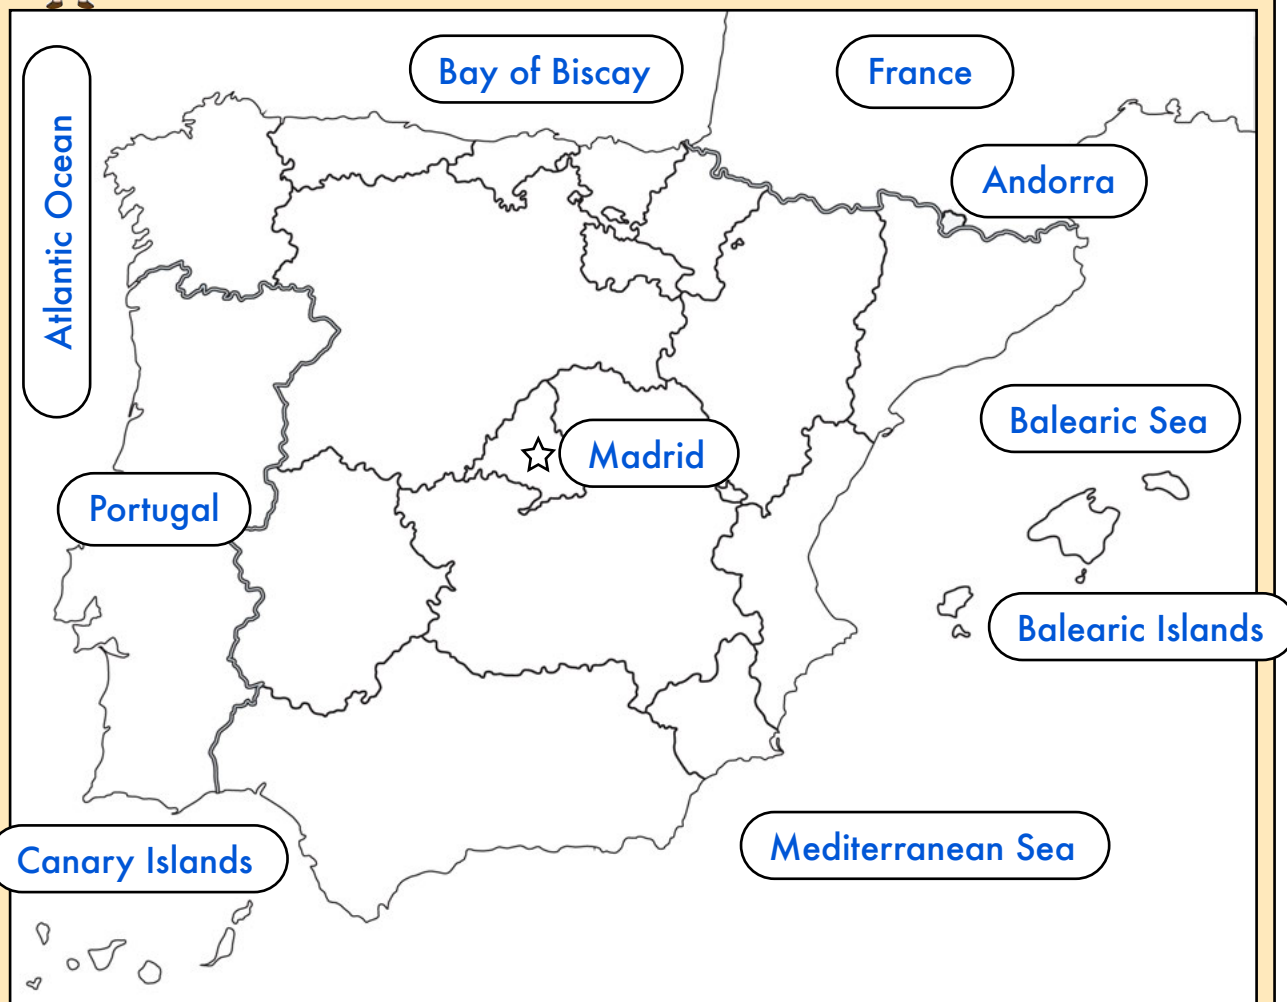 Bay of Biscay
France
Atlantic Ocean
Andorra
Balearic Sea
Madrid
Portugal
Balearic Islands
Mediterranean Sea
Canary Islands